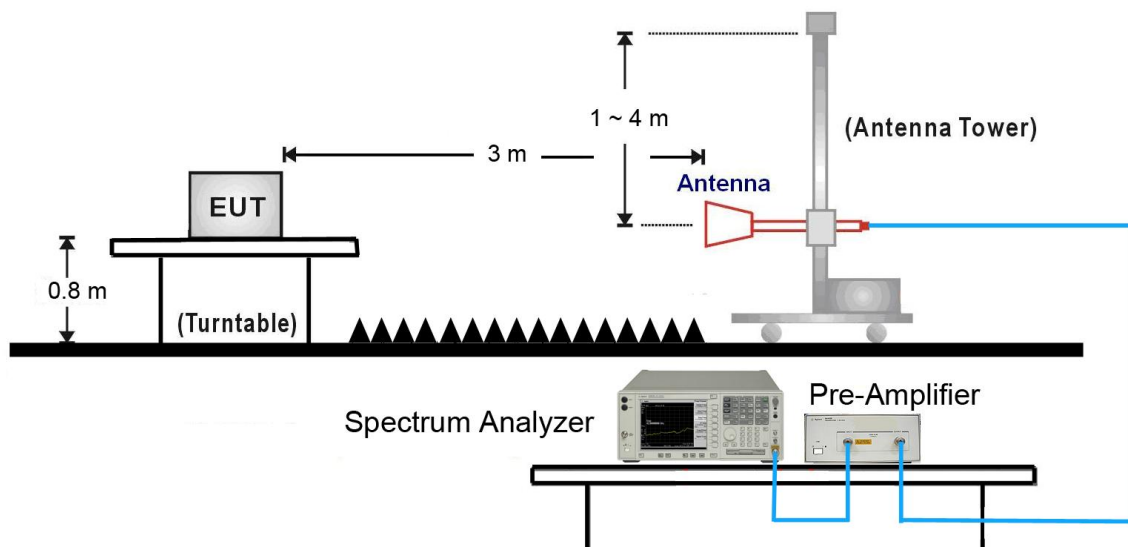 1 ~ 4 m
(Antenna Tower)
3 m
Antenna
EUT
0.8 m
(Turntable)
Spectrum Analyzer
Pre-Amplifier